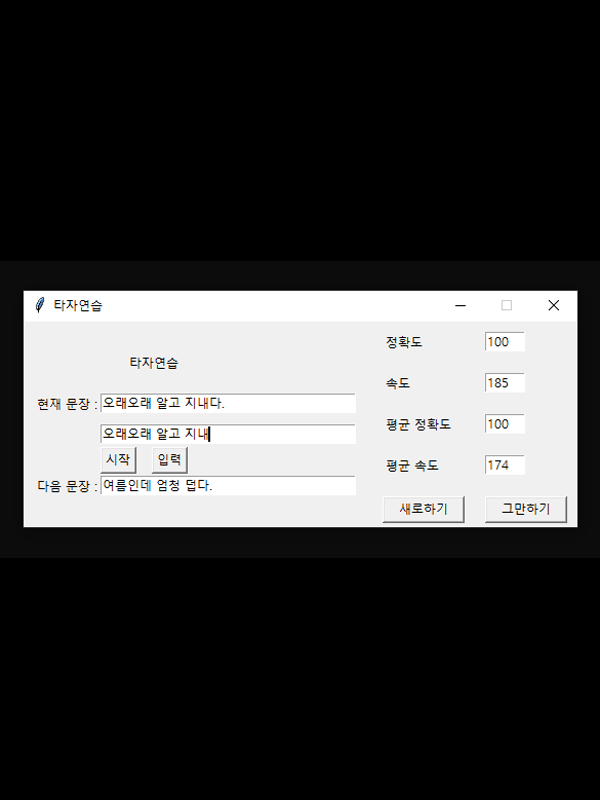 타자연습
타자연습
현재 문장 : 오래오래 알고 지내다.
오래오래 알고 지내
시작 입력
다음 문장 : 여름인데 엄청 덥다.
정확도 100
속도 185
평균 정확도 100
평균 속도 174
새로하기 그만하기